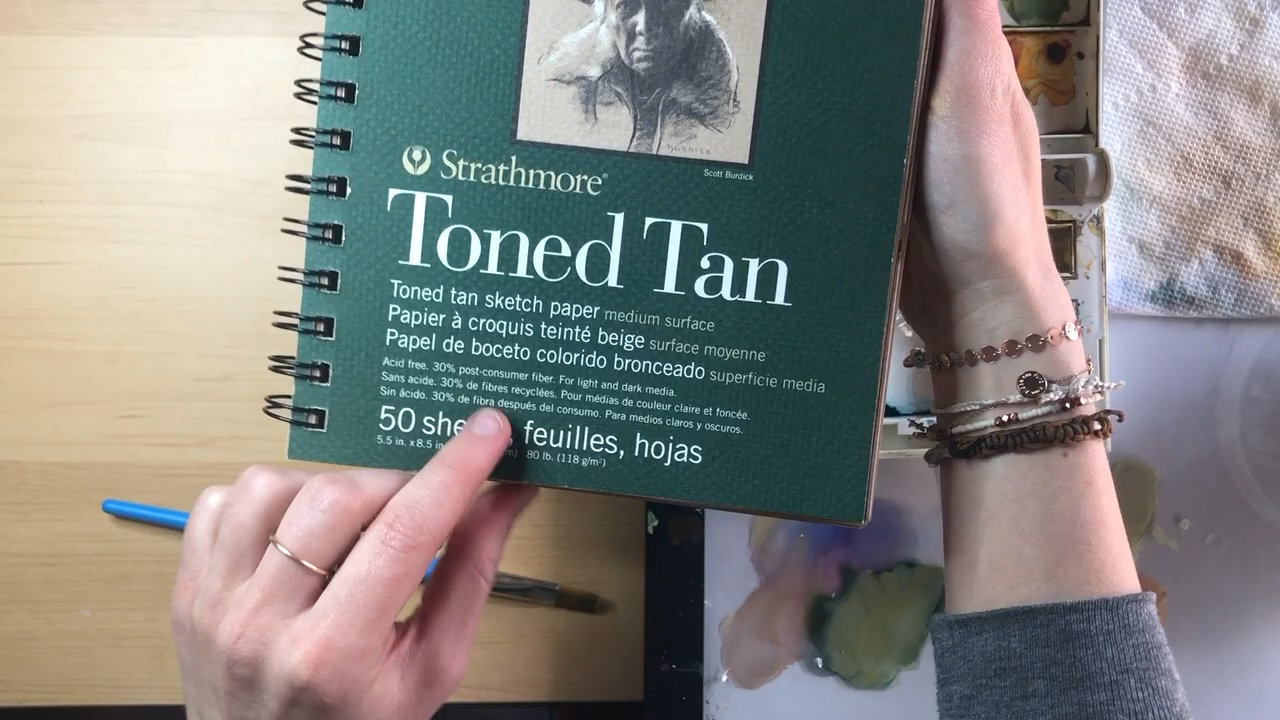 BURDICK
Scott Burdick
Strathmore®
Toned Tan
Toned tan sketch paper medium surface
Papier à croquis teinté beige surface moyenne
Papel de boceto colorido bronceado superficie media
Acid free. 30% post-consumer fiber. For light and dark media.
Sans acide. 30% de fibres recyclées. Pour médias de couleur claire et foncée.
Sin ácido. 30% de fibra después del consumo. Para medios claros y oscuros.
50 feuilles, hojas
5.5 in. x 8.5 80 lb. (118 g/m²)